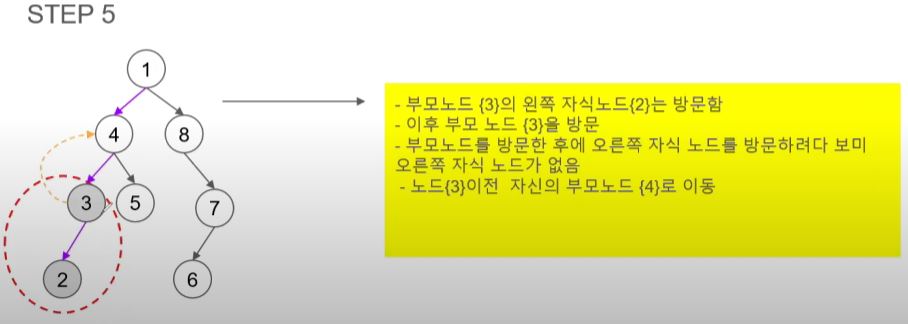 STEP 5
1
4
8
3
5
7
2
6
- 부모노드 {3}의 왼쪽 자식노드{2}는 방문함
- 이후 부모 노드 {3}을 방문
- 부모노드를 방문한 후에 오른쪽 자식 노드를 방문하려다 보미
오른쪽 자식 노드가 없음
- 노드{3}이전 자신의 부모노드 {4}로 이동